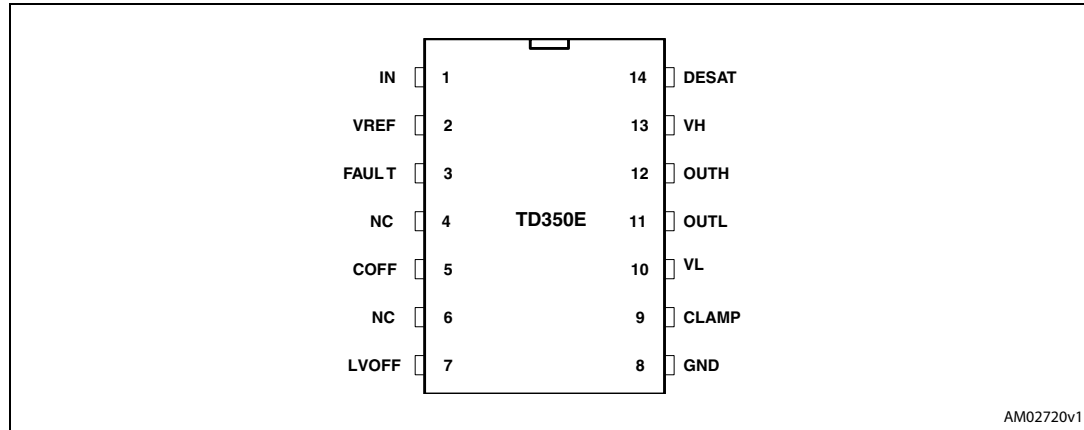 IN 1 14 DESAT
VREF 2 13 VH
FAULT 3 12 OUTH
NC 4 TD350E 11 OUTL
COFF 5 10 VL
NC 6 9 CLAMP
LVOFF 7 8 GND
AM02720v1